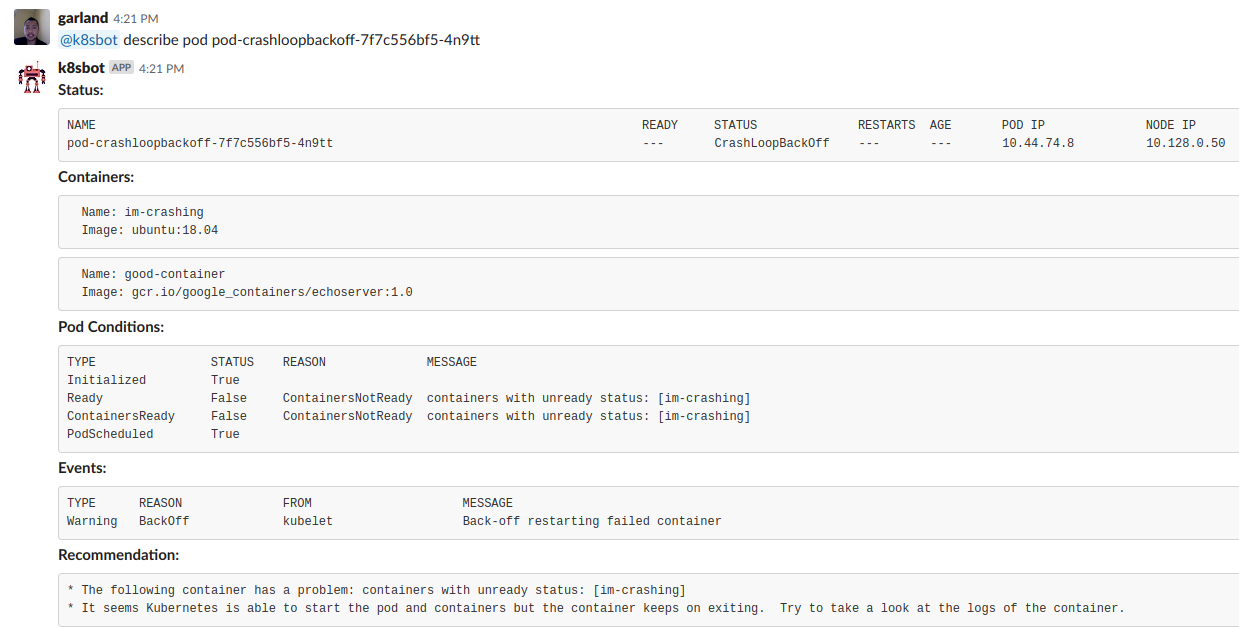 garland 4:21 PM
@k8sbot describe pod pod-crashloopbackoff-7f7c556bf5-4n9tt
k8sbot APP 4:21 PM
Status:
NAME READY STATUS RESTARTS AGE POD IP NODE IP
pod-crashloopbackoff-7f7c556bf5-4n9tt --- CrashLoopBackOff --- --- 10.44.74.8 10.128.0.50
Containers:
Name: im-crashing
Image: ubuntu:18.04
Name: good-container
Image: gcr.io/google_containers/echoserver:1.0
Pod Conditions:
TYPE STATUS REASON MESSAGE
Initialized True
Ready False ContainersNotReady containers with unready status: [im-crashing]
ContainersReady False ContainersNotReady containers with unready status: [im-crashing]
PodScheduled True
Events:
TYPE REASON FROM MESSAGE
Warning BackOff kubelet Back-off restarting failed container
Recommendation:
* The following container has a problem: containers with unready status: [im-crashing]
* It seems Kubernetes is able to start the pod and containers but the container keeps on exiting.  Try to take a look at the logs of the container.